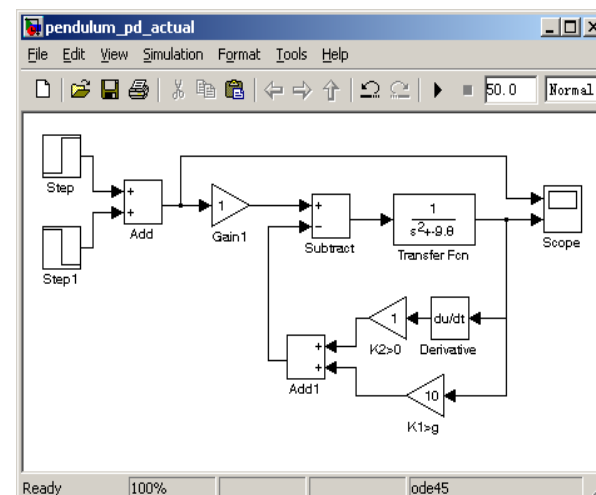 pendulum_pd_actual
File Edit View Simulation Format Tools Help
50.0 Normal
Step
+
+
Add
1
Gain1
+
−
Subtract
1
s²+-9.8
Transfer Fcn
Scope
Step1
1
K2>0
du/dt
Derivative
+
+
Add1
10
K1>g
Ready 100% ode45